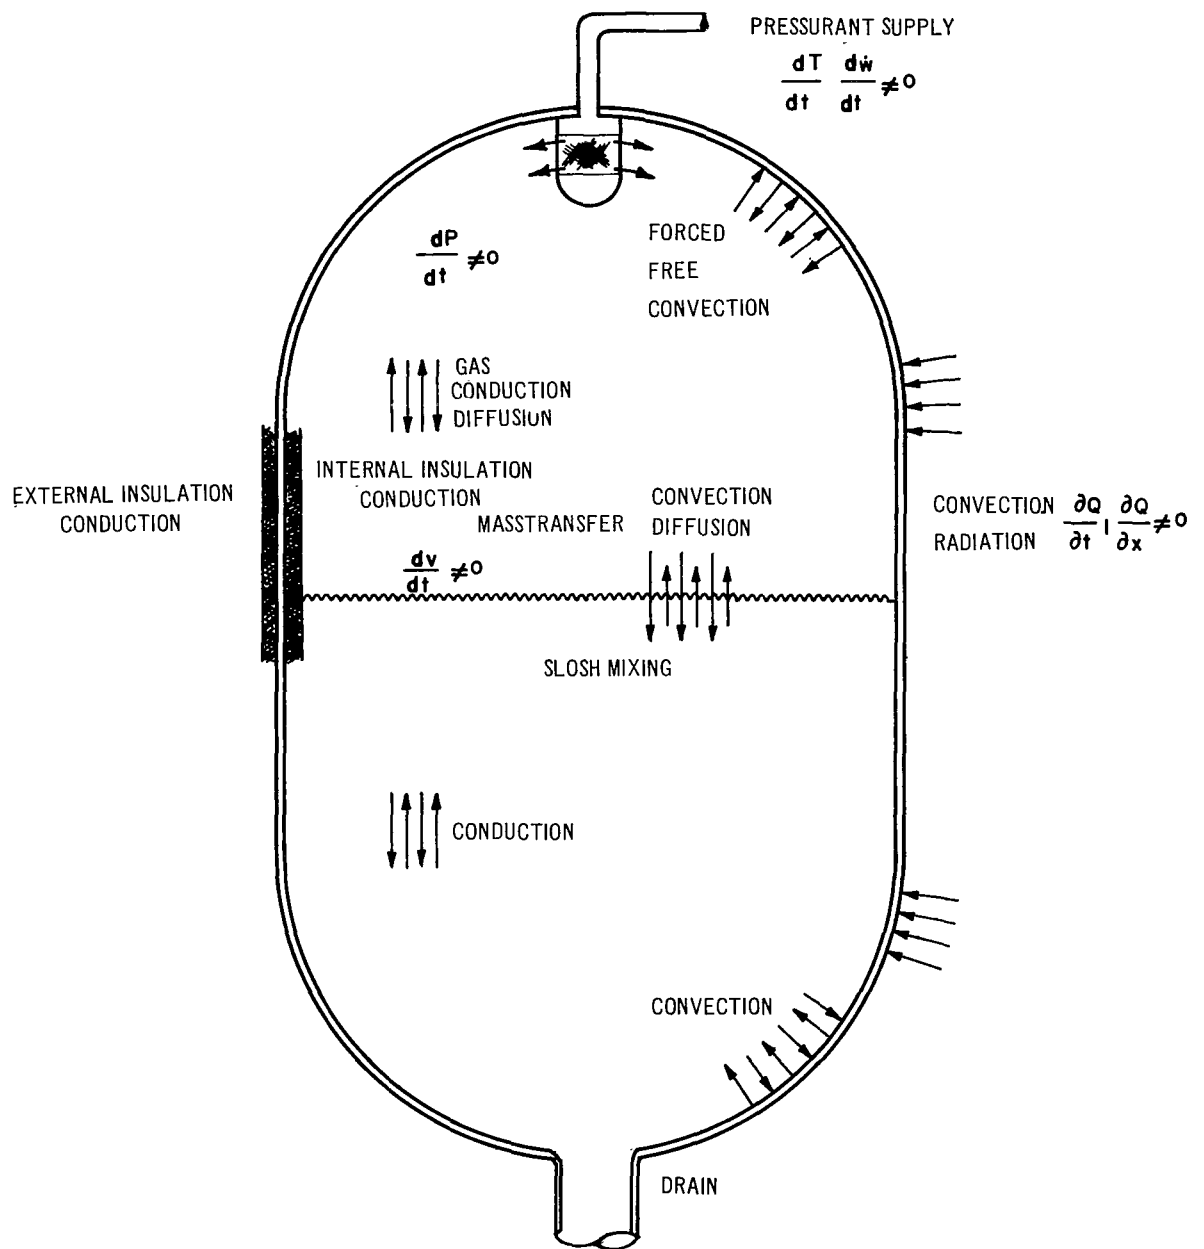 PRESSURANT SUPPLY
dT/dt dẇ/dt ≠0
dP/dt ≠0
FORCED
FREE
CONVECTION
GAS
CONDUCTION
DIFFUSION
EXTERNAL INSULATION
CONDUCTION
INTERNAL INSULATION
CONDUCTION
MASSTRANSFER
CONVECTION
DIFFUSION
dv/dt ≠0
CONVECTION
RADIATION
∂Q/∂t , ∂Q/∂x ≠0
SLOSH MIXING
CONDUCTION
CONVECTION
DRAIN